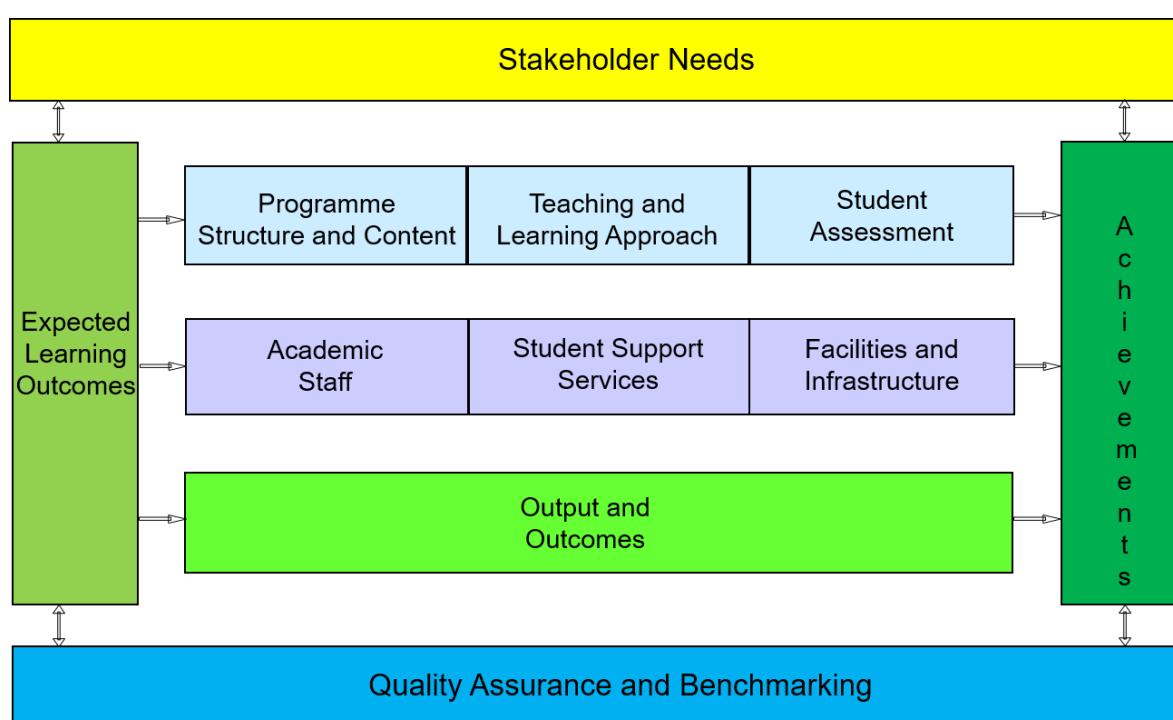 Stakeholder Needs
Expected
Learning
Outcomes
Programme
Structure and Content
Teaching and
Learning Approach
Student
Assessment
Academic
Staff
Student Support
Services
Facilities and
Infrastructure
Output and
Outcomes
Achievements
Quality Assurance and Benchmarking